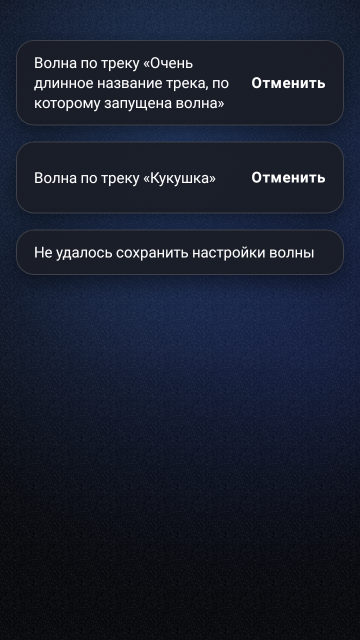 Волна по треку «Очень
длинное название трека, по
которому запущена волна»
Отменить
Волна по треку «Кукушка»
Отменить
Не удалось сохранить настройки волны